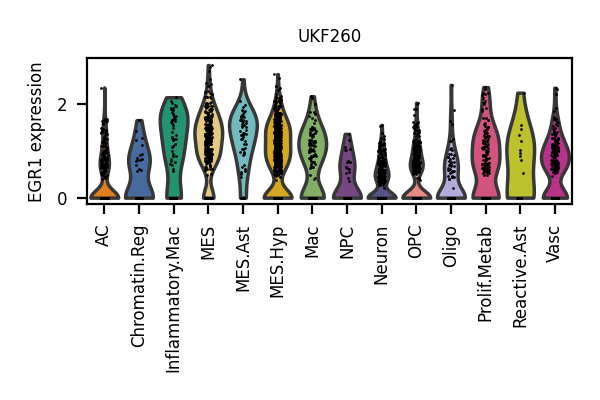 UKF260
EGR1 expression
2
0
AC
Chromatin.Reg
Inflammatory.Mac
MES
MES.Ast
MES.Hyp
Mac
NPC
Neuron
OPC
Oligo
Prolif.Metab
Reactive.Ast
Vasc